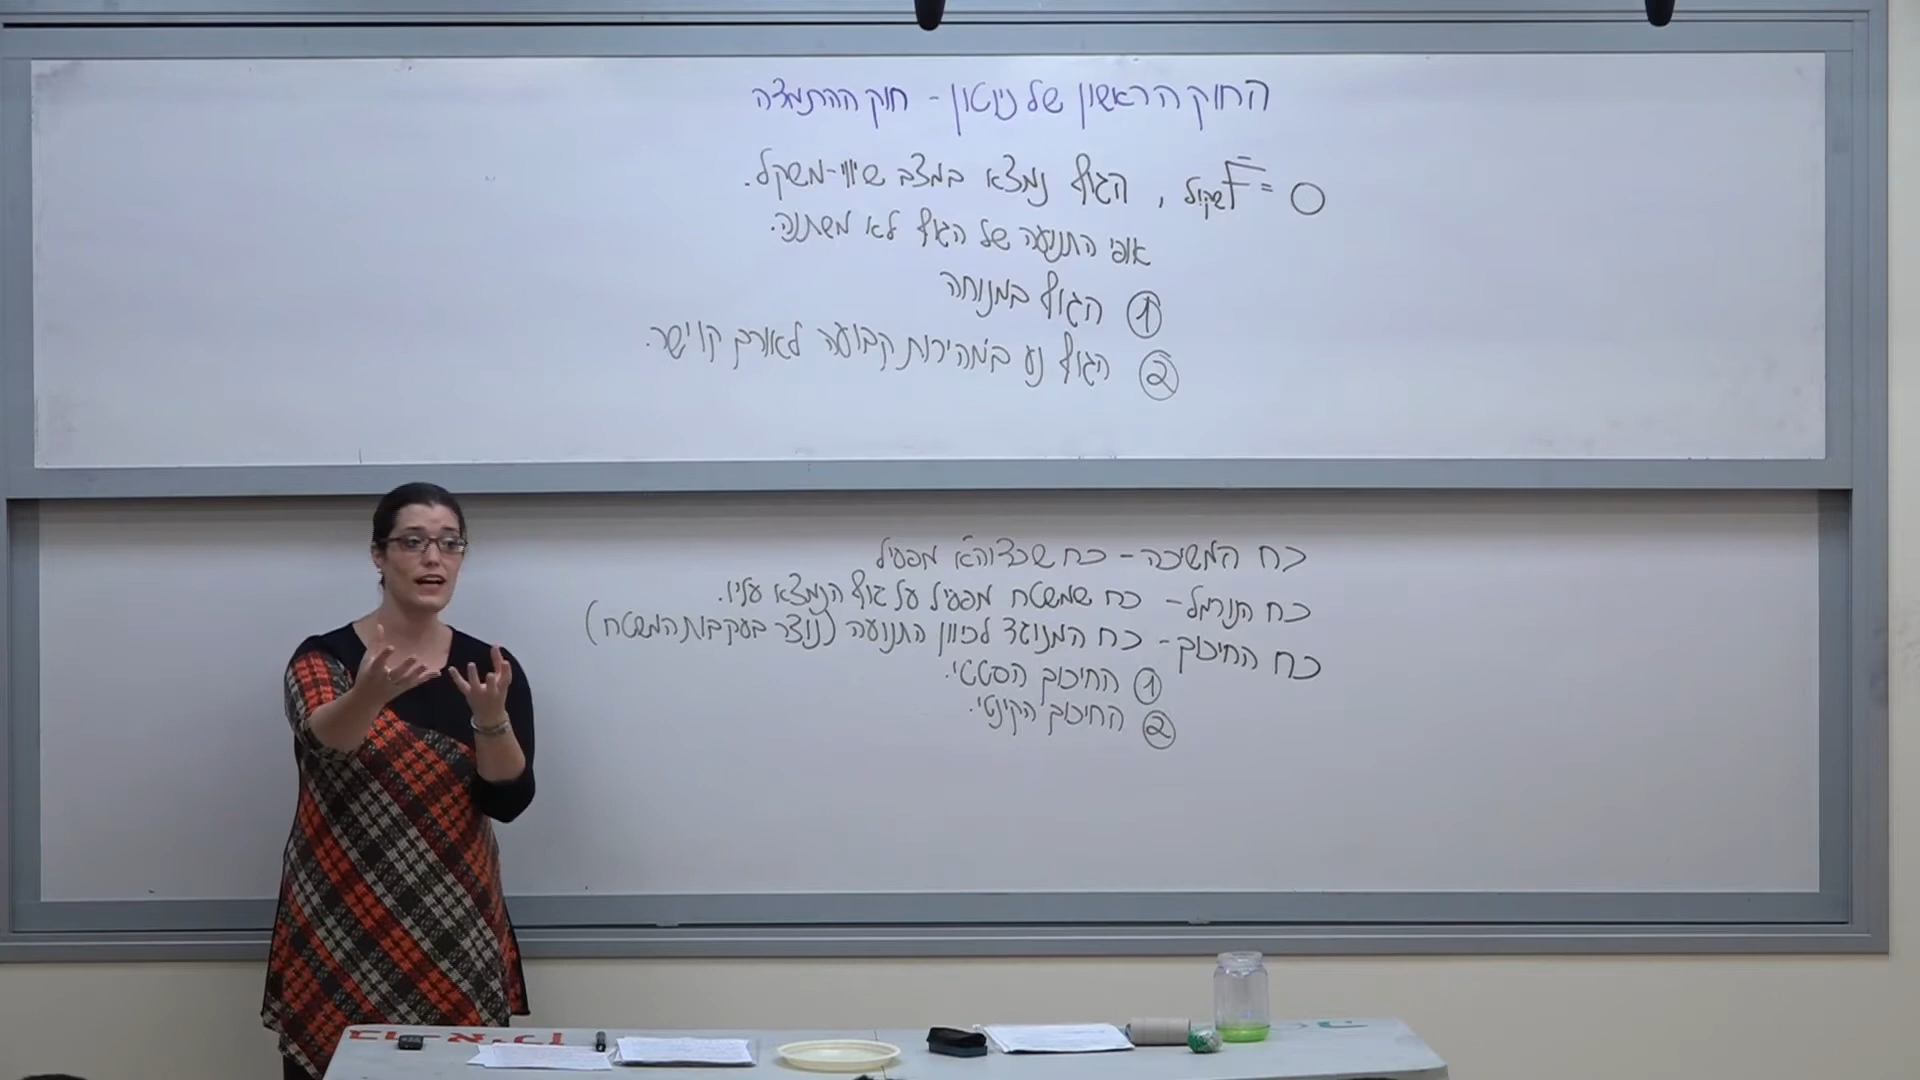 החוק הראשון של ניוטון - חוק ההתמדה
F̄שקול = 0 , הגוף נמצא במצב שיווי-משקל.
אופי התנועה של הגוף לא משתנה.
① הגוף במנוחה
② הגוף נע במהירות קבועה לאורך קו ישר.
כח המשיכה - כח שכדוה"א מפעיל
כח הנורמל - כח שמשטח מפעיל על גוף הנמצא עליו.
כח החיכוך - כח המנוגד לכיוון התנועה (נוצר בעקבות המשטח)
① החיכוך הסטטי.
② החיכוך הקינטי.
בר-אילן